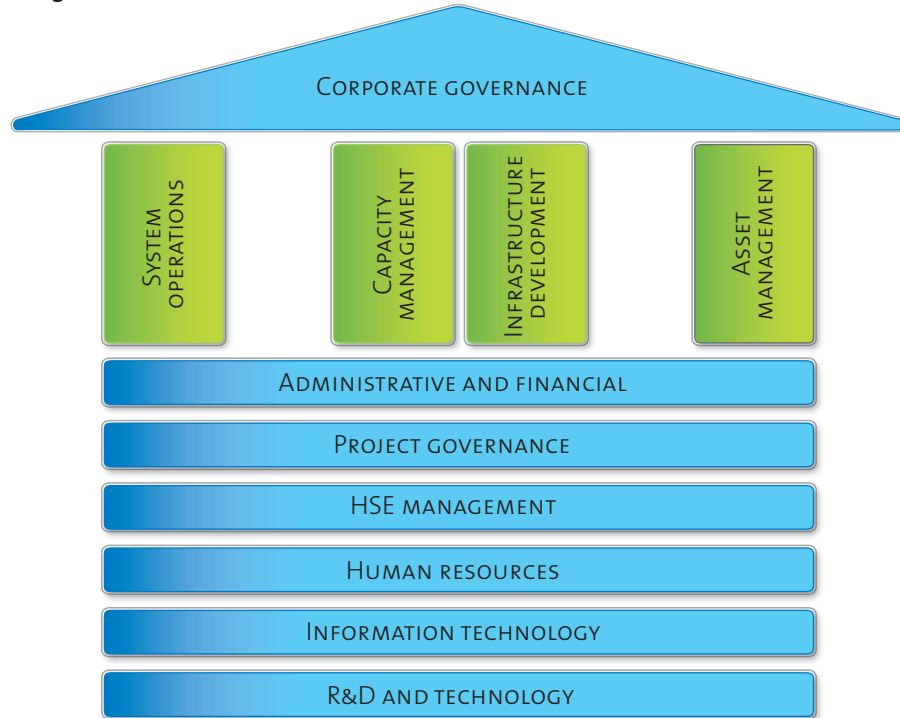 Corporate governance
System
operations
Capacity
management
Infrastructure
development
Asset
management
Administrative and financial
Project governance
HSE management
Human resources
Information technology
R&D and technology